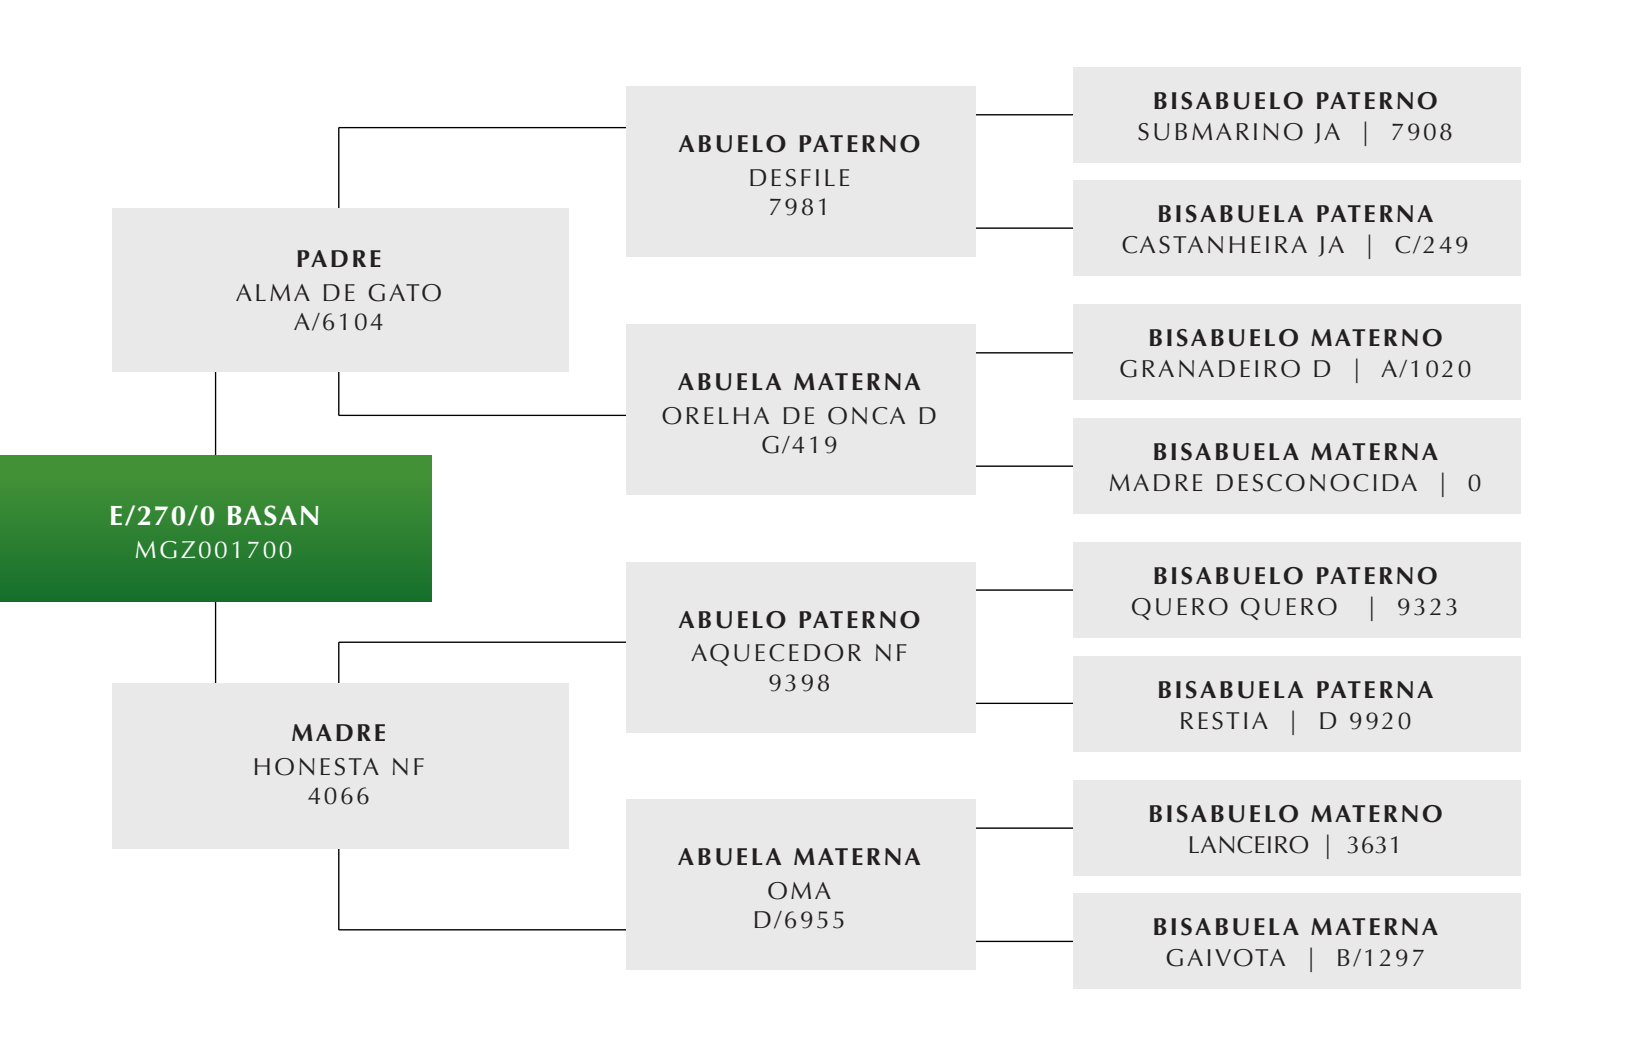 E/270/0 BASAN
MGZ001700
PADRE
ALMA DE GATO
A/6104
MADRE
HONESTA NF
4066
ABUELO PATERNO
DESFILE
7981
ABUELA MATERNA
ORELHA DE ONCA D
G/419
ABUELO PATERNO
AQUECEDOR NF
9398
ABUELA MATERNA
OMA
D/6955
BISABUELO PATERNO
SUBMARINO JA | 7908
BISABUELA PATERNA
CASTANHEIRA JA | C/249
BISABUELO MATERNO
GRANADEIRO D | A/1020
BISABUELA MATERNA
MADRE DESCONOCIDA | 0
BISABUELO PATERNO
QUERO QUERO | 9323
BISABUELA PATERNA
RESTIA | D 9920
BISABUELO MATERNO
LANCEIRO | 3631
BISABUELA MATERNA
GAIVOTA | B/1297